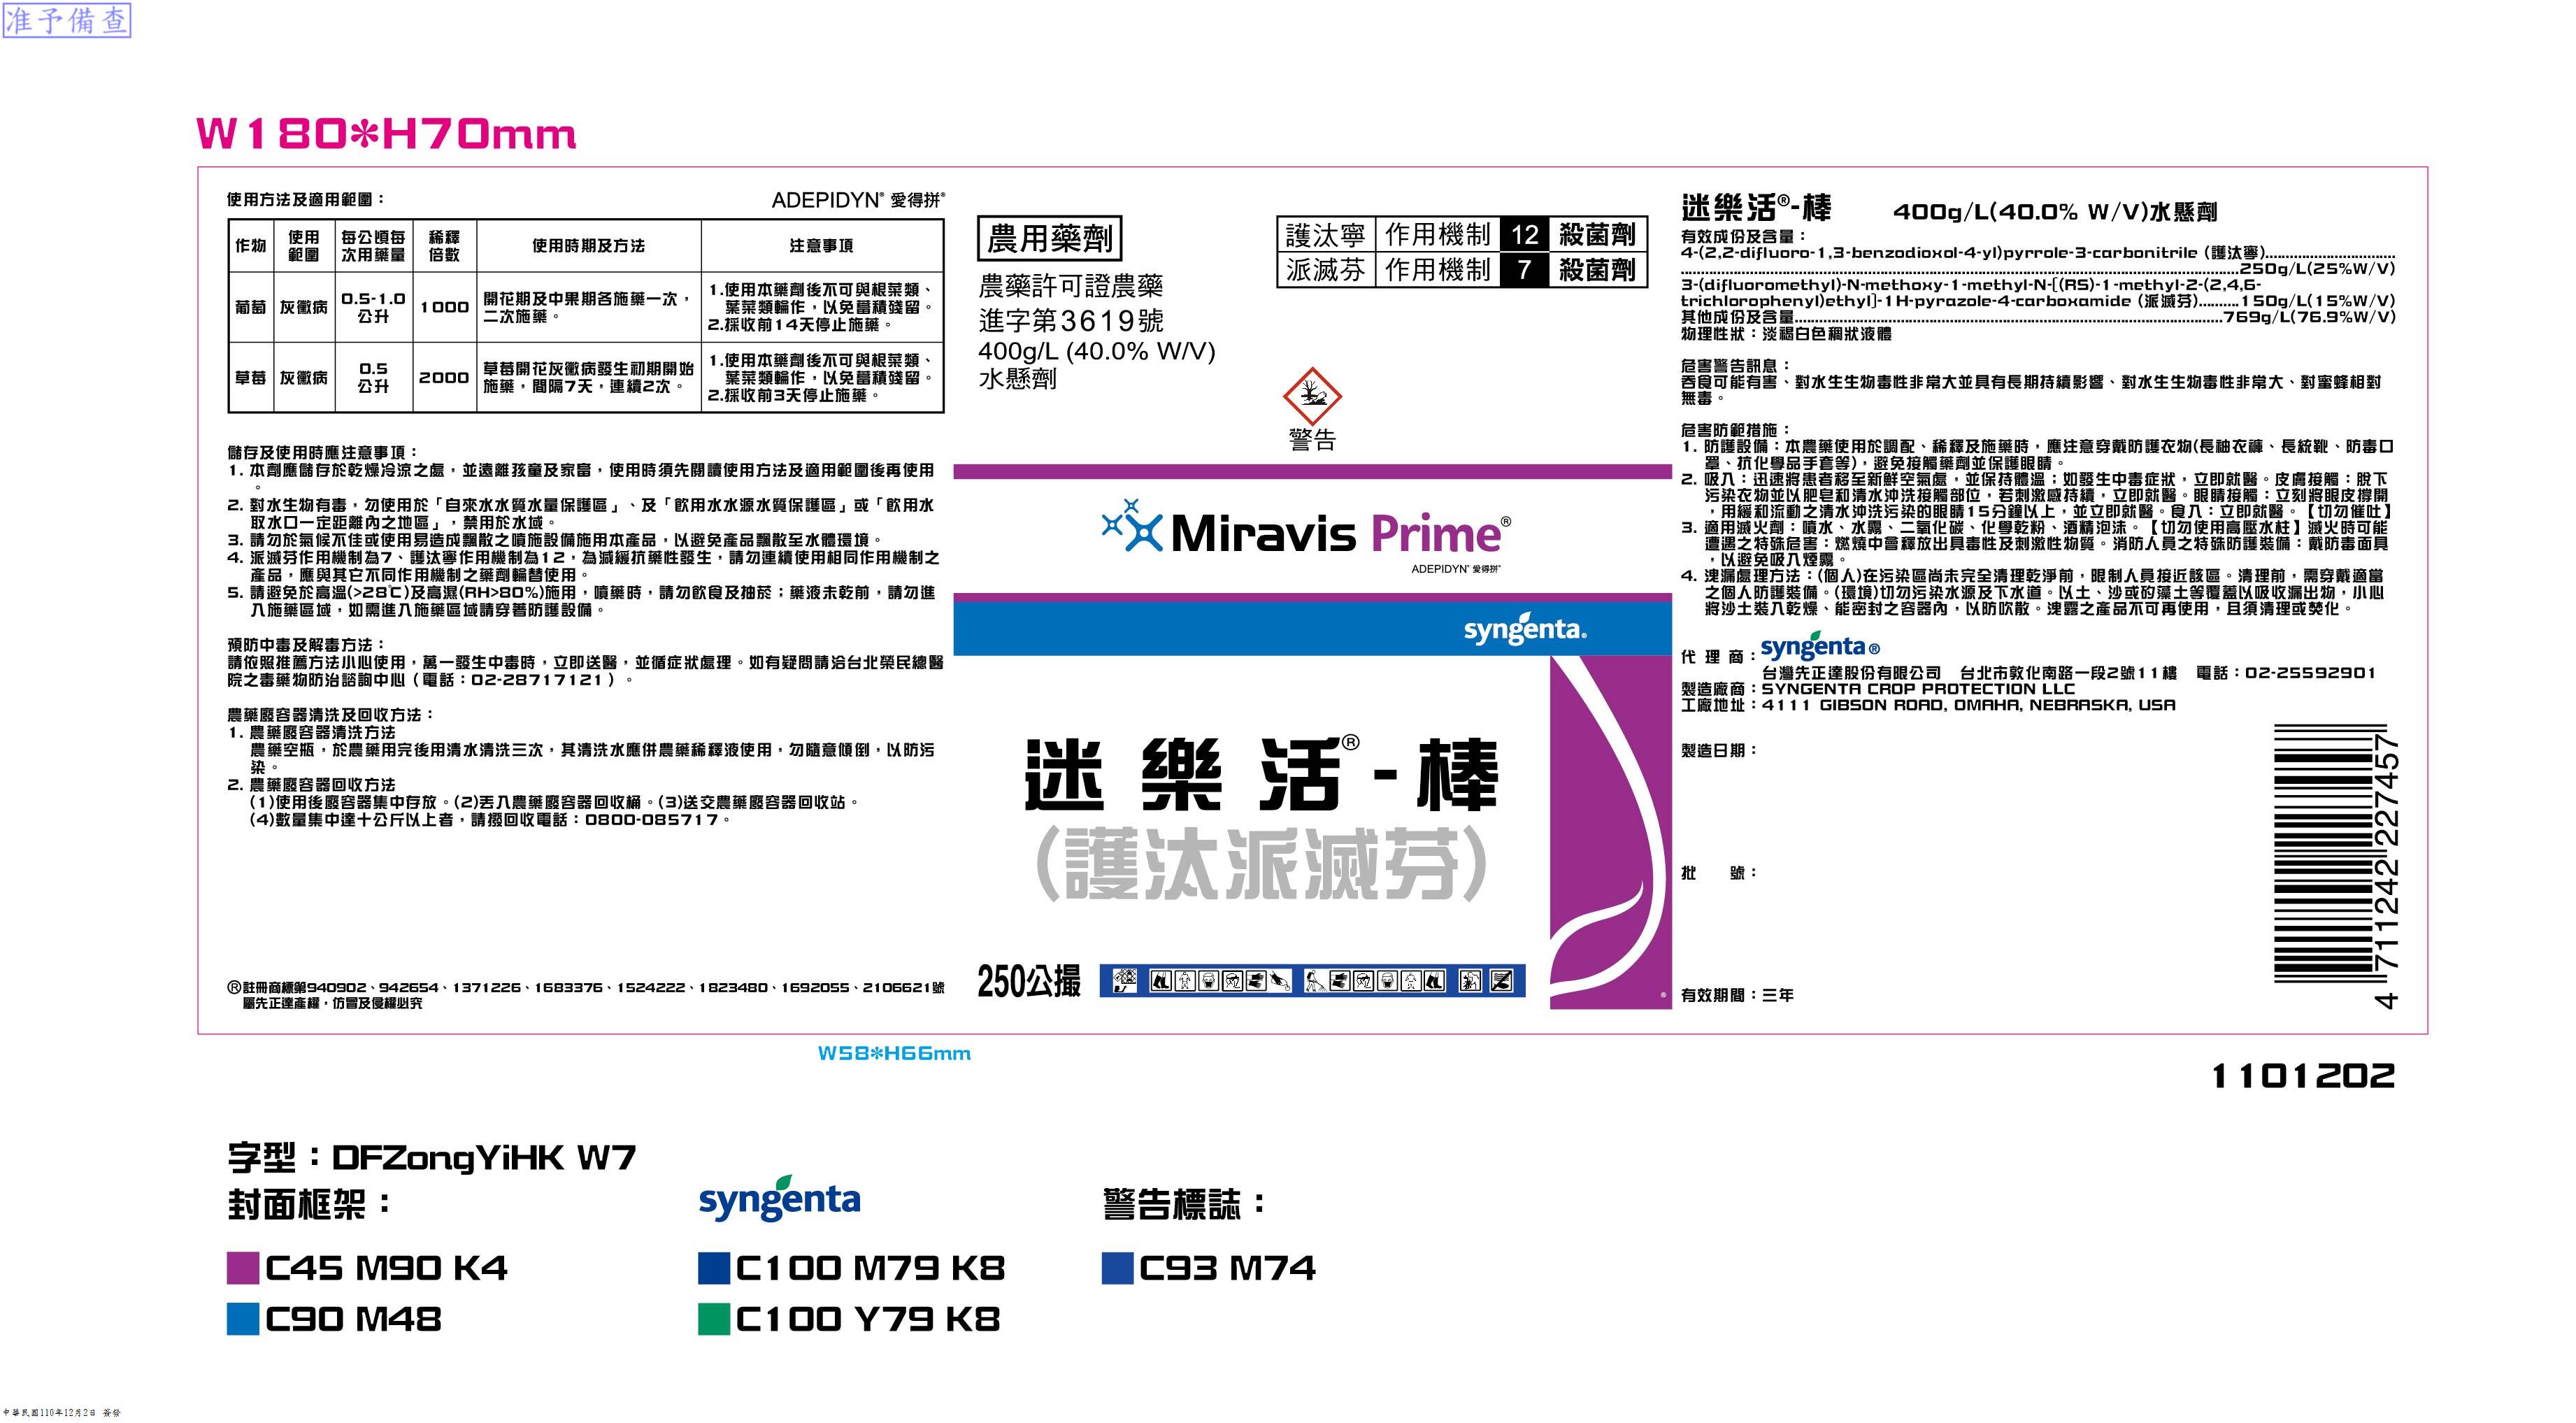 准予備查
W180*H70mm
使用方法及適用範圍：
ADEPIDYN® 愛得拼®
作物 使用範圍 每公頃每次用藥量 稀釋倍數 使用時期及方法 注意事項
葡萄 灰黴病 0.5-1.0公升 1000 開花期及中果期各施藥一次，二次施藥。 1.使用本藥劑後不可與根菜類、葉菜類輪作，以免蓄積殘留。 2.採收前14天停止施藥。
草莓 灰黴病 0.5公升 2000 草莓開花灰黴病發生初期開始施藥，間隔7天，連續2次。 1.使用本藥劑後不可與根菜類、葉菜類輪作，以免蓄積殘留。 2.採收前3天停止施藥。
儲存及使用時應注意事項：
1. 本劑應儲存於乾燥冷涼之處，並遠離孩童及家畜，使用時須先閱讀使用方法及適用範圍後再使用
。
2. 對水生物有毒，勿使用於「自來水水質水量保護區」、及「飲用水水源水質保護區」或「飲用水
取水口一定距離內之地區」，禁用於水域。
3. 請勿於氣候不佳或使用易造成飄散之噴施設備施用本產品，以避免產品飄散至水體環境。
4. 派滅芬作用機制為7、護汰寧作用機制為12，為減緩抗藥性發生，請勿連續使用相同作用機制之
產品，應與其它不同作用機制之藥劑輪替使用。
5. 請避免於高溫(>28℃)及高濕(RH>80%)施用，噴藥時，請勿飲食及抽菸；藥液未乾前，請勿進
入施藥區域，如需進入施藥區域請穿著防護設備。
預防中毒及解毒方法：
請依照推薦方法小心使用，萬一發生中毒時，立即送醫，並循症狀處理。如有疑問請洽台北榮民總醫
院之毒藥物防治諮詢中心（電話：02-28717121）。
農藥廢容器清洗及回收方法：
1. 農藥廢容器清洗方法
農藥空瓶，於農藥用完後用清水清洗三次，其清洗水應併農藥稀釋液使用，勿隨意傾倒，以防污
染。
2. 農藥廢容器回收方法
(1)使用後廢容器集中存放。(2)丟入農藥廢容器回收桶。(3)送交農藥廢容器回收站。
(4)數量集中達十公斤以上者，請撥回收電話：0800-085717。
®註冊商標第940902、942654、1371226、1683376、1524222、1823480、1692055、2106621號
屬先正達產權，仿冒及侵權必究
農用藥劑
農藥許可證農藥
進字第3619號
400g/L (40.0% W/V)
水懸劑
護汰寧 作用機制 12 殺菌劑
派滅芬 作用機制 7 殺菌劑
警告
Miravis Prime®
ADEPIDYN® 愛得拼®
syngenta®
迷樂活®-棒
(護汰派滅芬)
250公撮
®
迷樂活®-棒 400g/L(40.0% W/V)水懸劑
有效成份及含量：
4-(2,2-difluoro-1,3-benzodioxol-4-yl)pyrrole-3-carbonitrile (護汰寧)..............................
..............................250g/L(25%W/V)
3-(difluoromethyl)-N-methoxy-1-methyl-N-[(RS)-1-methyl-2-(2,4,6-
trichlorophenyl)ethyl]-1H-pyrazole-4-carboxamide (派滅芬)..........150g/L(15%W/V)
其他成份及含量..............................769g/L(76.9%W/V)
物理性狀：淡褐白色稠狀液體
危害警告訊息：
吞食可能有害、對水生生物毒性非常大並具有長期持續影響、對水生生物毒性非常大、對蜜蜂相對
無毒。
危害防範措施：
1. 防護設備：本農藥使用於調配、稀釋及施藥時，應注意穿戴防護衣物(長袖衣褲、長統靴、防毒口
罩、抗化學品手套等)，避免接觸藥劑並保護眼睛。
2. 吸入：迅速將患者移至新鮮空氣處，並保持體溫；如發生中毒症狀，立即就醫。皮膚接觸：脫下
污染衣物並以肥皂和清水沖洗接觸部位，若刺激感持續，立即就醫。眼睛接觸：立刻將眼皮撐開
，用緩和流動之清水沖洗污染的眼睛15分鐘以上，並立即就醫。食入：立即就醫。【切勿催吐】
3. 適用滅火劑：噴水、水霧、二氧化碳、化學乾粉、酒精泡沫。【切勿使用高壓水柱】滅火時可能
遭遇之特殊危害：燃燒中會釋放出具毒性及刺激性物質。消防人員之特殊防護裝備：戴防毒面具
，以避免吸入煙霧。
4. 洩漏處理方法：(個人)在污染區尚未完全清理乾淨前，限制人員接近該區。清理前，需穿戴適當
之個人防護裝備。(環境)切勿污染水源及下水道。以土、沙或矽藻土等覆蓋以吸收漏出物，小心
將沙土裝入乾燥、能密封之容器內，以防吹散。洩露之產品不可再使用，且須清理或焚化。
代 理 商：syngenta®
台灣先正達股份有限公司 台北市敦化南路一段2號11樓 電話：02-25592901
製造廠商：SYNGENTA CROP PROTECTION LLC
工廠地址：4111 GIBSON ROAD, OMAHA, NEBRASKA, USA
製造日期：
批 號：
有效期間：三年
4 711242 227457
W58*H66mm
1101202
字型：DFZongYiHK W7
封面框架：
syngenta
警告標誌：
C45 M90 K4
C100 M79 K8
C93 M74
C90 M48
C100 Y79 K8
中華民國110年12月2日 簽發